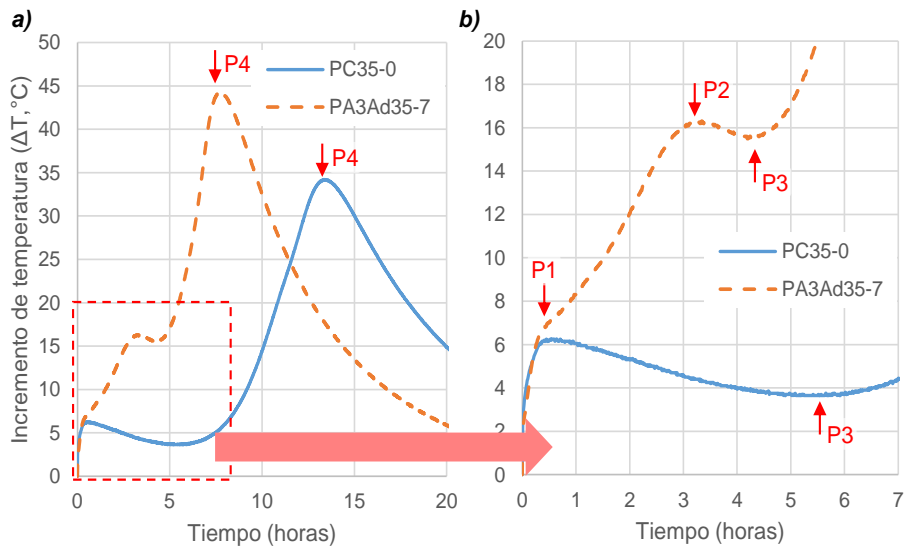 a)
Incremento de temperatura (ΔT,°C)
50
45
40
35
30
25
20
15
10
5
0
P4
P4
PC35-0
PA3Ad35-7
0
5
10
15
20
Tiempo (horas)
b)
20
18
16
14
12
10
8
6
4
2
0
P2
P3
P1
P3
PC35-0
PA3Ad35-7
0
1
2
3
4
5
6
7
Tiempo (horas)